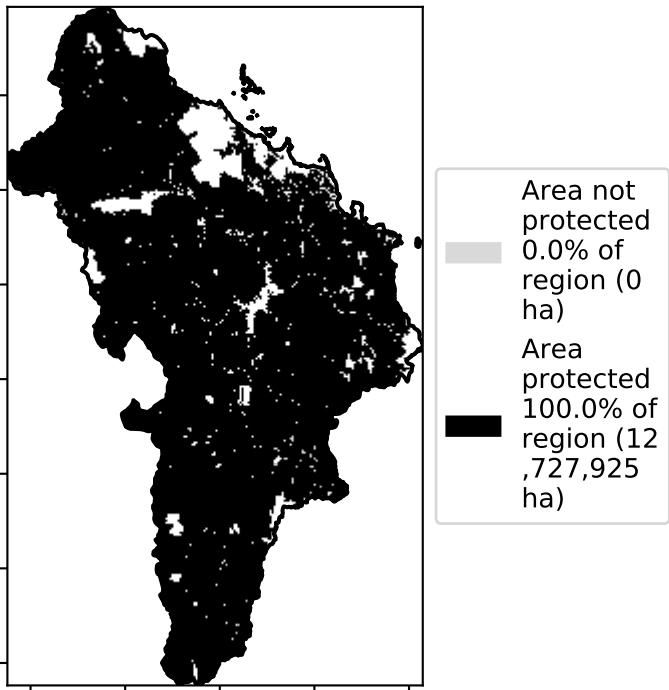 Area not
protected
0.0% of
region (0
ha)
Area
protected
100.0% of
region (12
,727,925
ha)